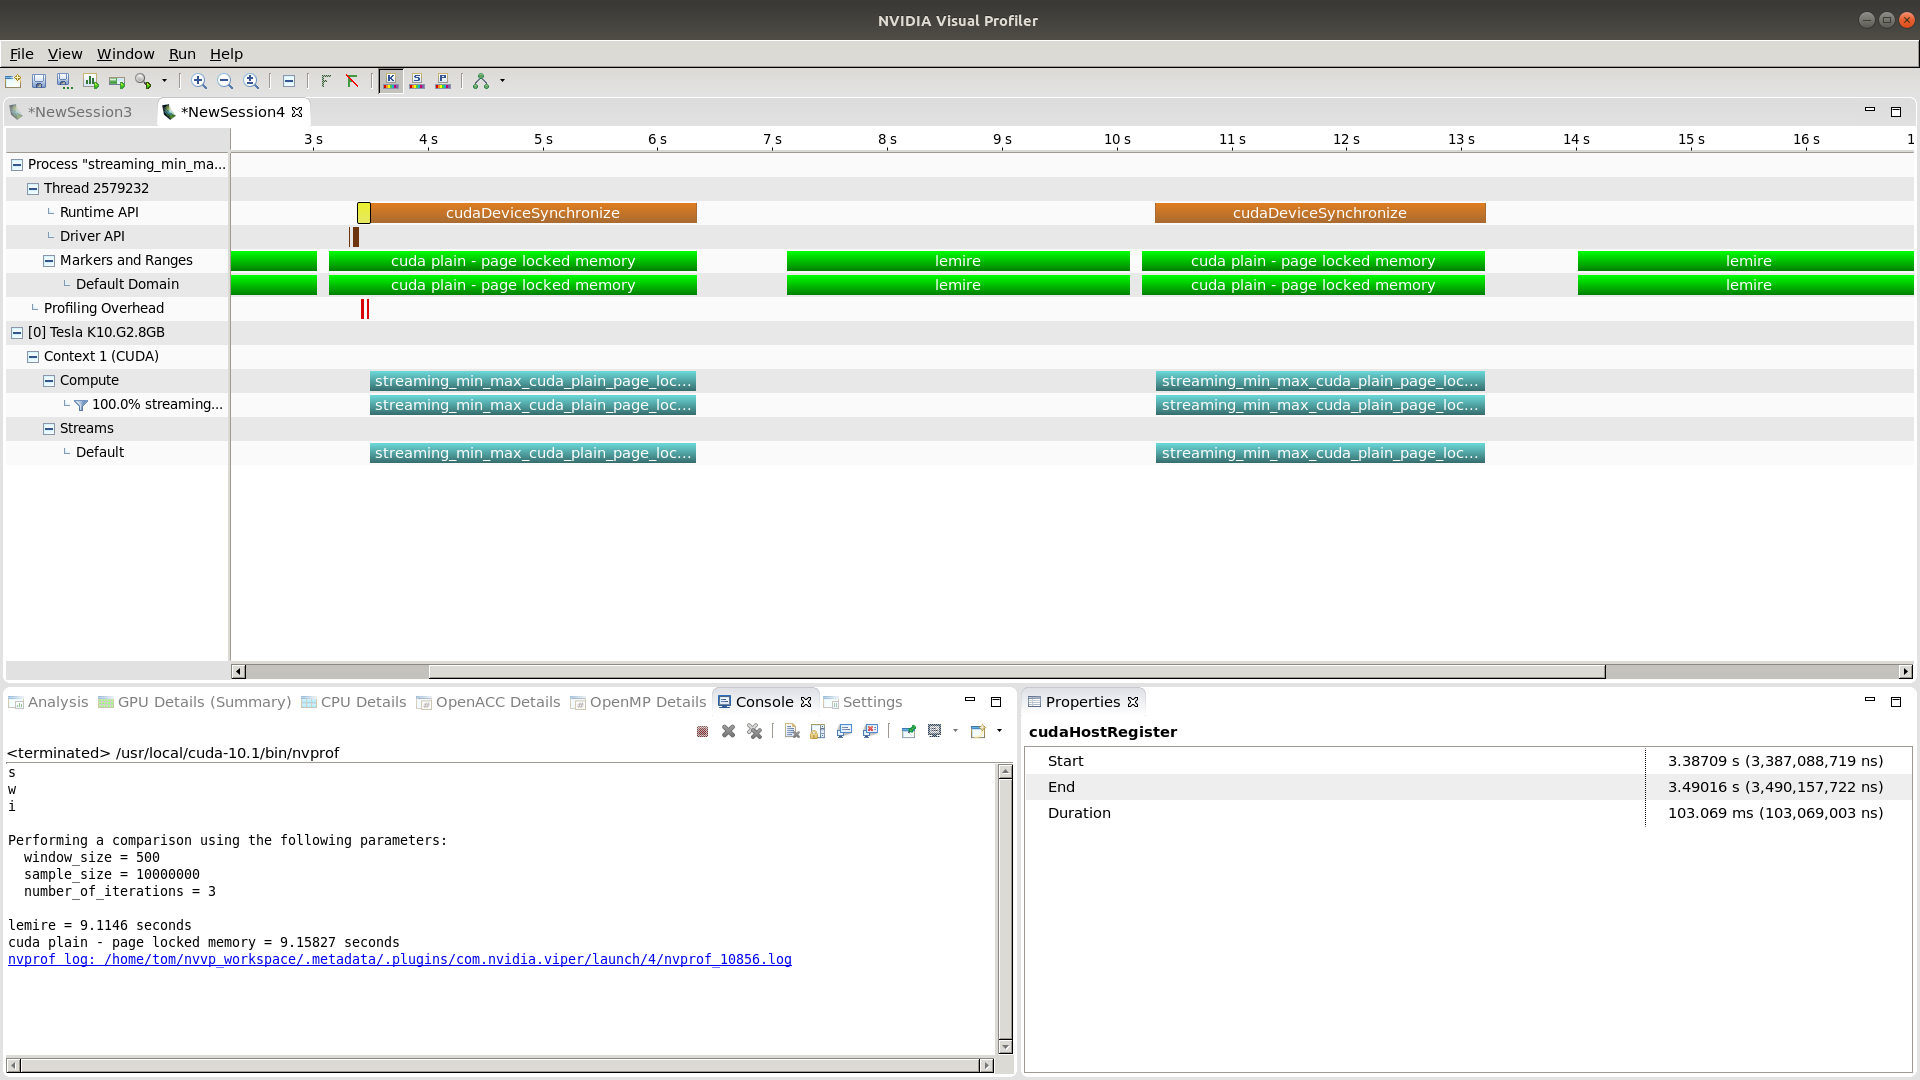 NVIDIA Visual Profiler
File View Window Run Help
*NewSession3 *NewSession4
3 s 4 s 5 s 6 s 7 s 8 s 9 s 10 s 11 s 12 s 13 s 14 s 15 s 16 s 1
Process "streaming_min_ma...
Thread 2579232
Runtime API cudaDeviceSynchronize cudaDeviceSynchronize
Driver API
Markers and Ranges cuda plain - page locked memory lemire cuda plain - page locked memory lemire
Default Domain cuda plain - page locked memory lemire cuda plain - page locked memory lemire
Profiling Overhead
[0] Tesla K10.G2.8GB
Context 1 (CUDA)
Compute streaming_min_max_cuda_plain_page_loc... streaming_min_max_cuda_plain_page_loc...
100.0% streaming... streaming_min_max_cuda_plain_page_loc... streaming_min_max_cuda_plain_page_loc...
Streams
Default streaming_min_max_cuda_plain_page_loc... streaming_min_max_cuda_plain_page_loc...
Analysis GPU Details (Summary) CPU Details OpenACC Details OpenMP Details Console Settings
<terminated> /usr/local/cuda-10.1/bin/nvprof
s
w
i
Performing a comparison using the following parameters:
window_size = 500
sample_size = 10000000
number_of_iterations = 3
lemire = 9.1146 seconds
cuda plain - page locked memory = 9.15827 seconds
nvprof log: /home/tom/nvvp_workspace/.metadata/.plugins/com.nvidia.viper/launch/4/nvprof_10856.log
Properties
cudaHostRegister
Start 3.38709 s (3,387,088,719 ns)
End 3.49016 s (3,490,157,722 ns)
Duration 103.069 ms (103,069,003 ns)